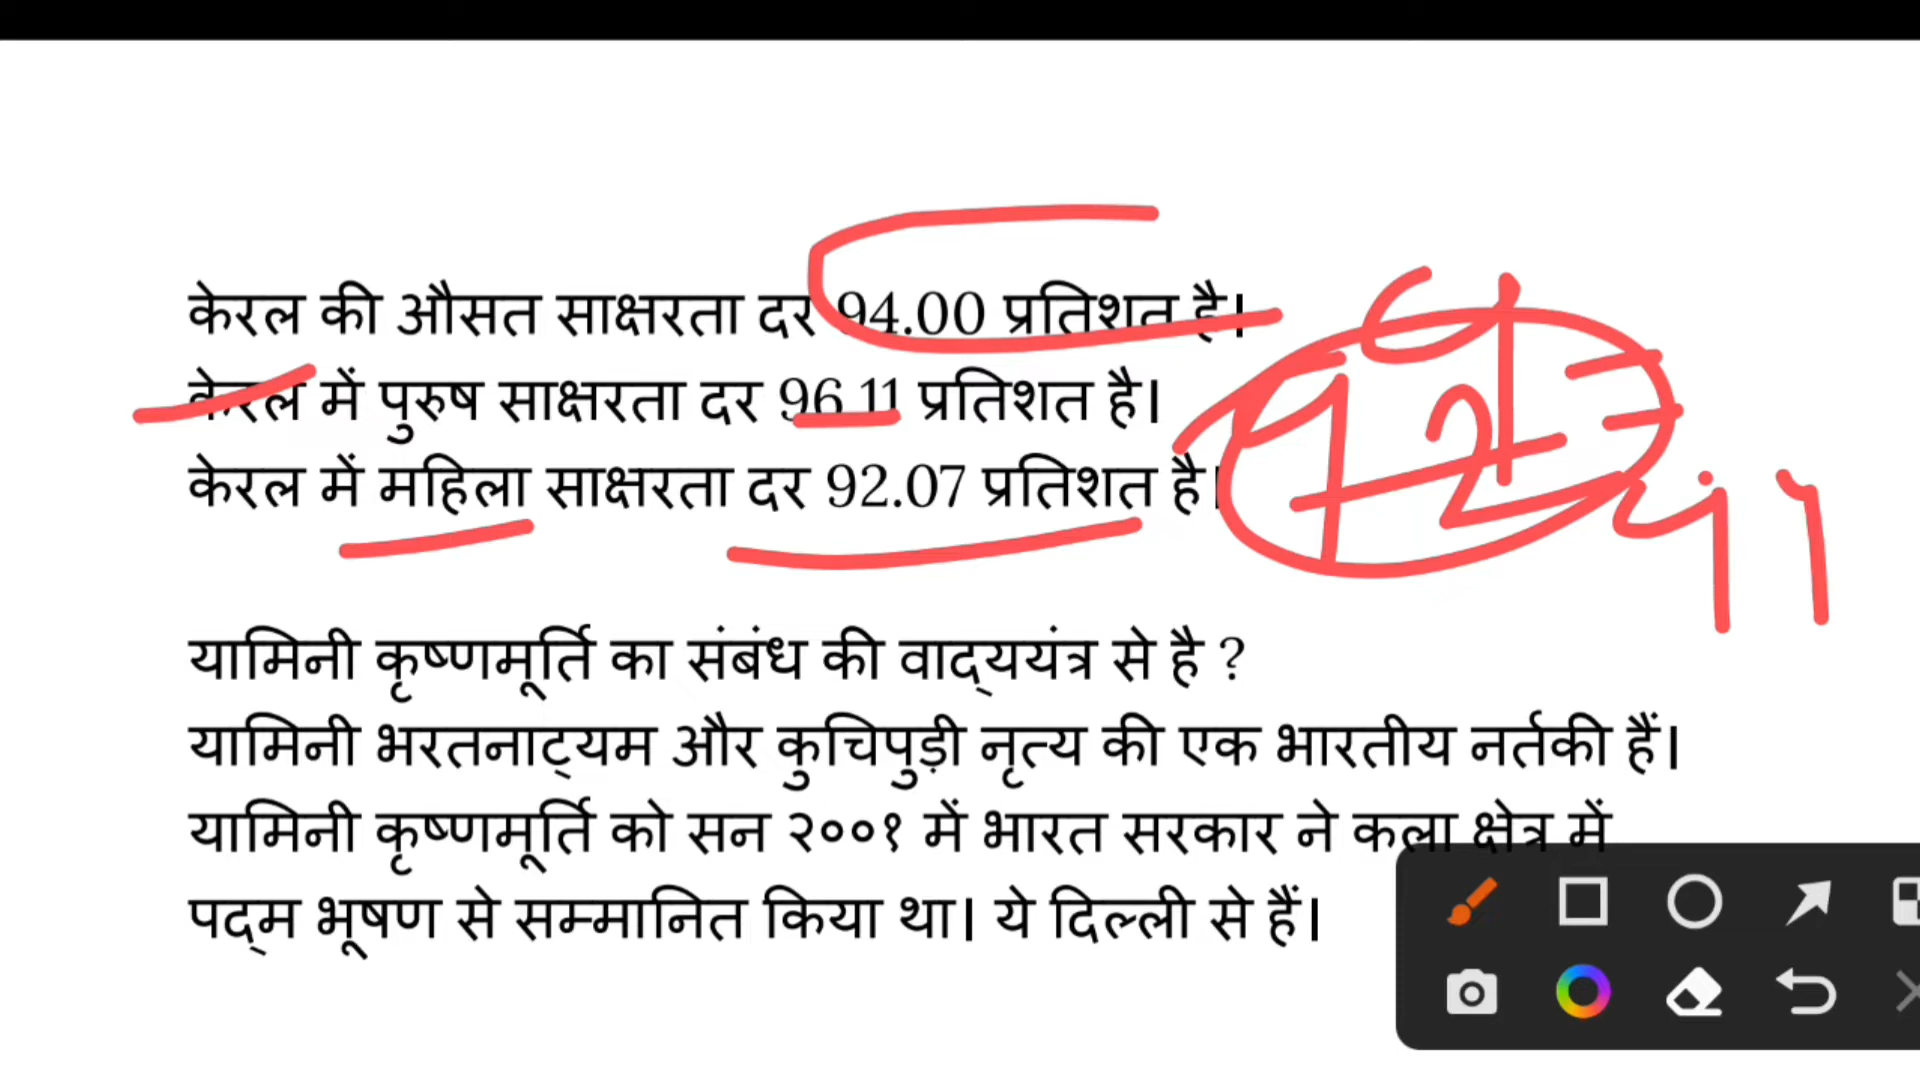 केरल की औसत साक्षरता दर 94.00 प्रतिशत है।
केरल में पुरुष साक्षरता दर 96.11 प्रतिशत है।
केरल में महिला साक्षरता दर 92.07 प्रतिशत है।
यामिनी कृष्णमूर्ति का संबंध की वाद्ययंत्र से है ?
यामिनी भरतनाट्यम और कुचिपुड़ी नृत्य की एक भारतीय नर्तकी हैं।
यामिनी कृष्णमूर्ति को सन २००१ में भारत सरकार ने कला क्षेत्र में
पद्म भूषण से सम्मानित किया था। ये दिल्ली से हैं।